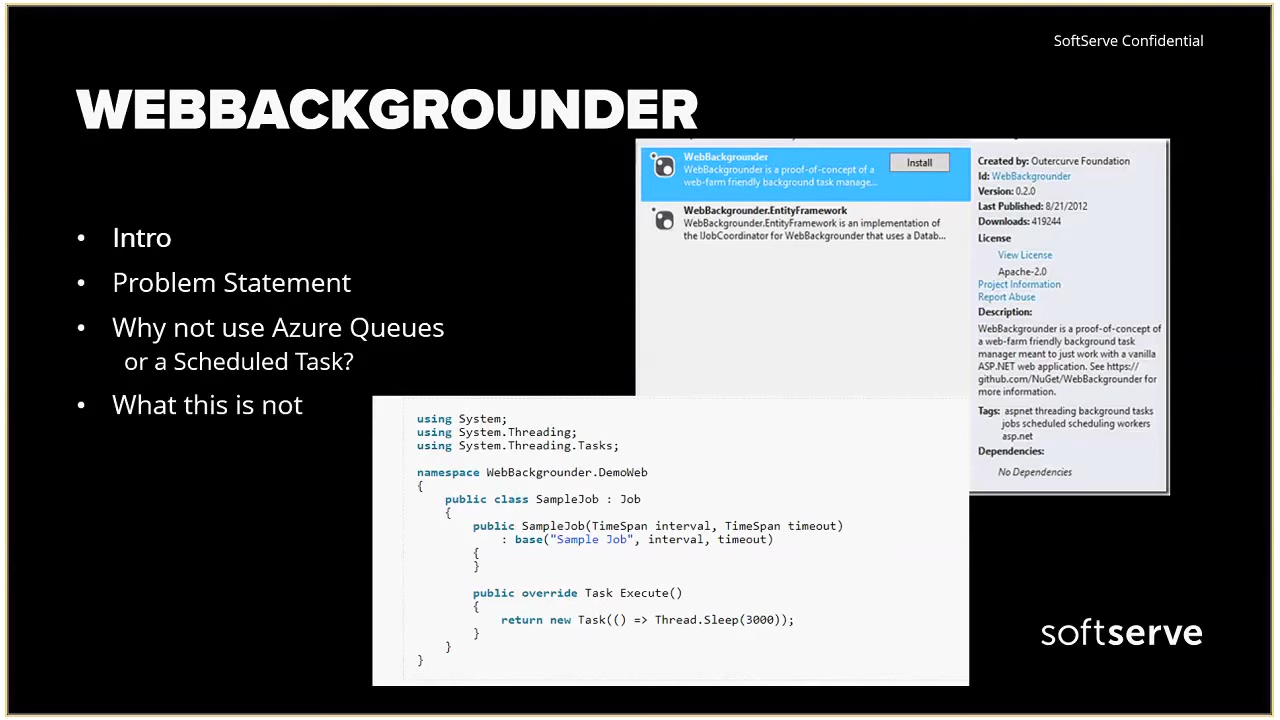 SoftServe Confidential
WEBBACKGROUNDER
• Intro
• Problem Statement
• Why not use Azure Queues
or a Scheduled Task?
• What this is not
WebBackgrounder
Install
WebBackgrounder is a proof-of-concept of a
web-farm friendly background task manage...
WebBackgrounder.EntityFramework
WebBackgrounder.EntityFramework is an implementation of
the IJobCoordinator for WebBackgrounder that uses a Datab...
Created by: Outercurve Foundation
Id: WebBackgrounder
Version: 0.2.0
Last Published: 8/21/2012
Downloads: 419244
License
View License
Apache-2.0
Project Information
Report Abuse
Description:
WebBackgrounder is a proof-of-concept of
a web-farm friendly background task
manager meant to just work with a vanilla
ASP.NET web application. See https://
github.com/NuGet/WebBackgrounder for
more information.
Tags: aspnet threading background tasks
jobs scheduled scheduling workers
asp.net
Dependencies:
No Dependencies
using System;
using System.Threading;
using System.Threading.Tasks;
namespace WebBackgrounder.DemoWeb
{
public class SampleJob : Job
{
public SampleJob(TimeSpan interval, TimeSpan timeout)
: base("Sample Job", interval, timeout)
{
}
public override Task Execute()
{
return new Task(() => Thread.Sleep(3000));
}
}
}
softserve